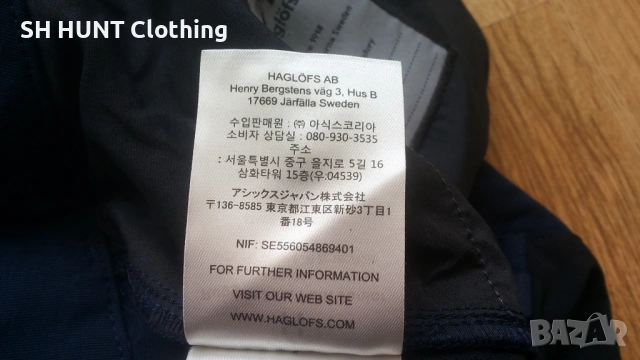 SH HUNT Clothing
HAGLÖFS AB
Henry Bergstens väg 3, Hus B
17669 Järfälla Sweden
수입판매원 : ㈜ 아식스코리아
소비자 상담실 : 080-930-3535
주소
: 서울특별시 중구 을지로 5길 16
삼화타워 15층(우:04539)
アシックスジャパン株式会社
〒136-8585 東京都江東区新砂3丁目1
番18号
NIF: SE556054869401
FOR FURTHER INFORMATION
VISIT OUR WEB SITE
WWW.HAGLOFS.COM
Haglöfs
Sweden
BAZAR
bg